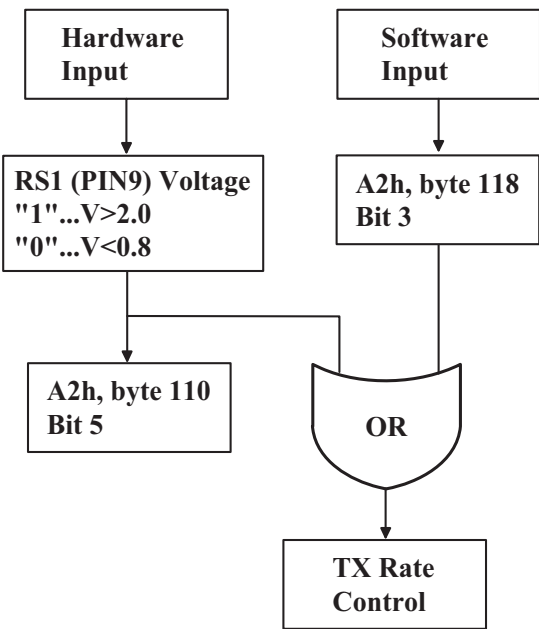 Hardware
Input
Software
Input
RS1 (PIN9) Voltage
"1"...V>2.0
"0"...V<0.8
A2h, byte 118
Bit 3
A2h, byte 110
Bit 5
OR
TX Rate
Control